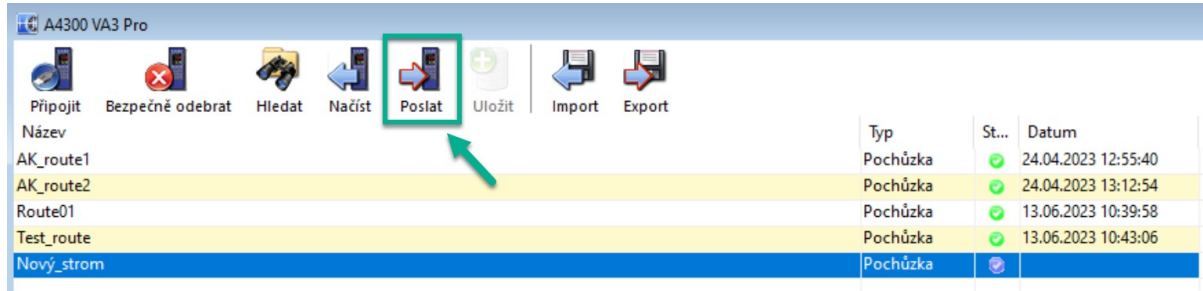 A4300 VA3 Pro
Připojit Bezpečně odebrat Hledat Načíst Poslat Uložit Import Export
Název Typ St... Datum
AK_route1 Pochůzka 24.04.2023 12:55:40
AK_route2 Pochůzka 24.04.2023 13:12:54
Route01 Pochůzka 13.06.2023 10:39:58
Test_route Pochůzka 13.06.2023 10:43:06
Nový_strom Pochůzka